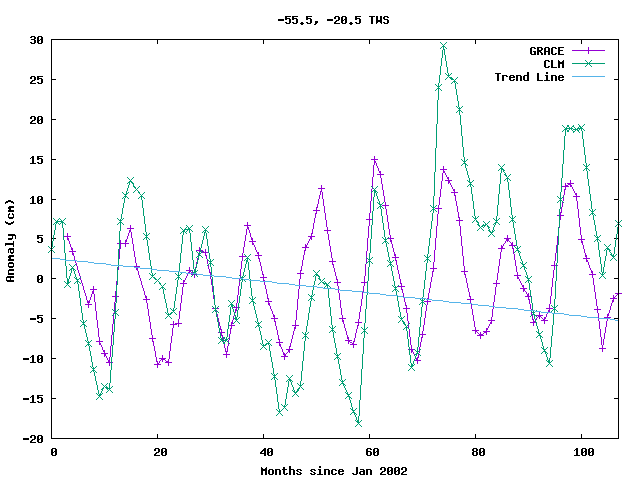 -55.5, -20.5 TWS
GRACE
CLM
Trend Line
30
25
20
15
10
5
0
-5
-10
-15
-20
Anomaly (cm)
0 20 40 60 80 100
Months since Jan 2002